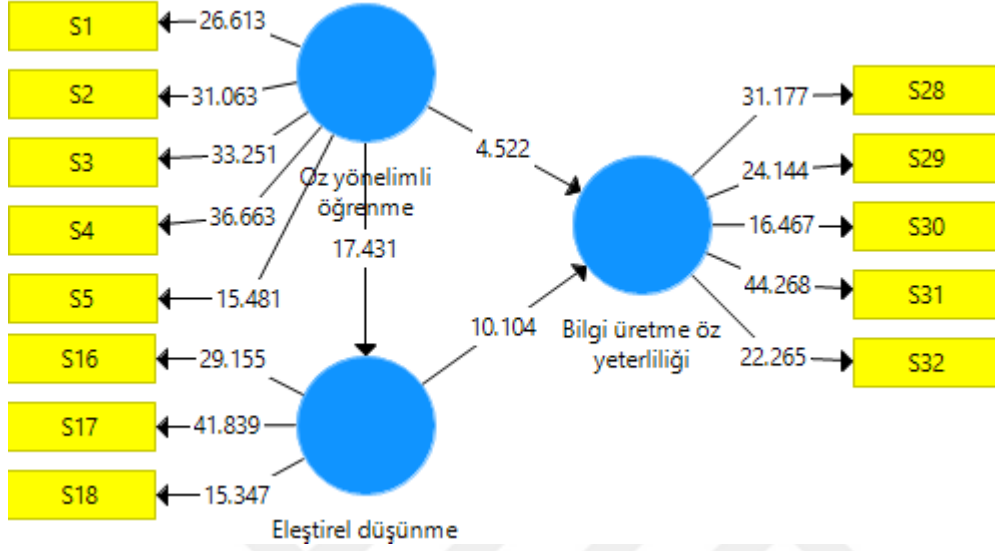 S1
26.613
S2
31.063
S3
33.251
S4
36.663
S5
15.481
Öz yönelimli
öğrenme
17.431
4.522
S16
29.155
S17
41.839
S18
15.347
Eleştirel düşünme
10.104
Bilgi üretme öz
yeterliliği
31.177
S28
24.144
S29
16.467
S30
44.268
S31
22.265
S32